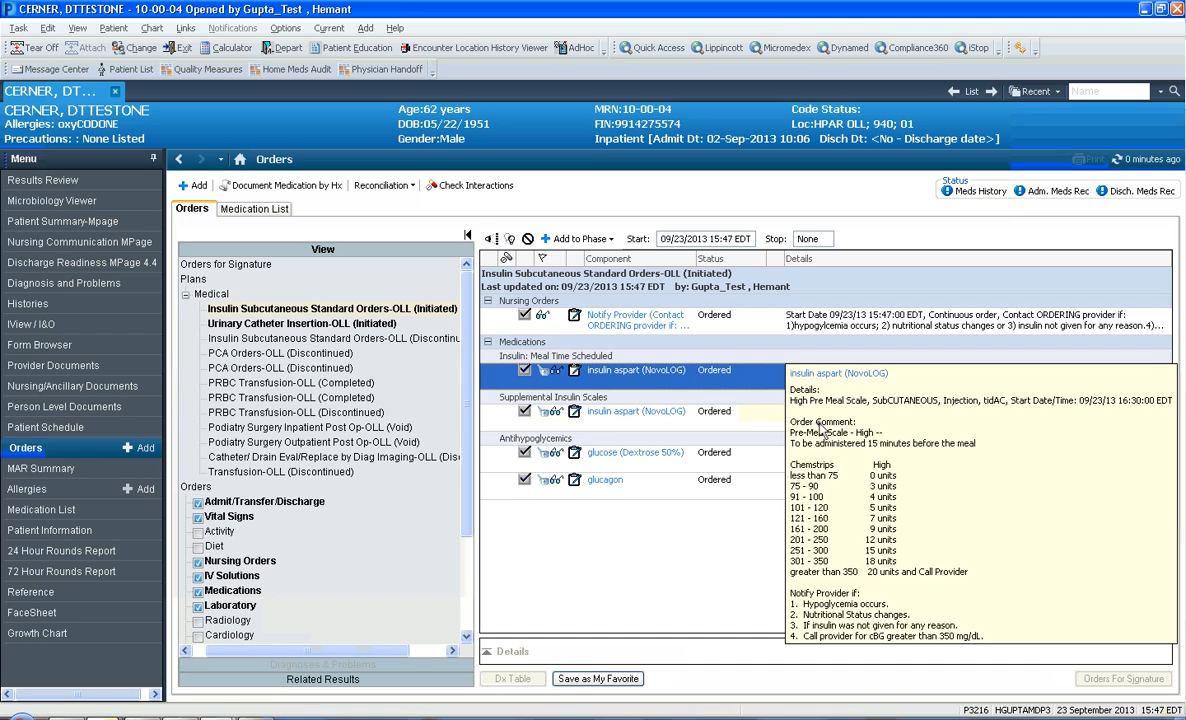 CERNER, DTTESTONE - 10-00-04 Opened by Gupta_Test , Hemant
Task Edit View Patient Chart Links Notifications Options Current Add Help
Tear Off Attach Change Exit Calculator Depart Patient Education Encounter Location History Viewer AdHoc Quick Access Lippincott Micromedex Dynamed Compliance360 iStop
Message Center Patient List Quality Measures Home Meds Audit Physician Handoff
CERNER, DT... List Recent Name
CERNER, DTTESTONE Age:62 years MRN:10-00-04 Code Status:
Allergies: oxyCODONE DOB:05/22/1951 FIN:9914275574 Loc:HPAR OLL; 940; 01
Precautions: : None Listed Gender:Male Inpatient [Admit Dt: 02-Sep-2013 10:06 Disch Dt: <No - Discharge date>]
Menu
Results Review
Microbiology Viewer
Patient Summary-Mpage
Nursing Communication MPage
Discharge Readiness MPage 4.4
Diagnosis and Problems
Histories
IView / I&O
Form Browser
Provider Documents
Nursing/Ancillary Documents
Person Level Documents
Patient Schedule
Orders Add
MAR Summary
Allergies Add
Medication List
Patient Information
24 Hour Rounds Report
72 Hour Rounds Report
Reference
FaceSheet
Growth Chart
Orders Print 0 minutes ago
Add Document Medication by Hx Reconciliation Check Interactions
Status
Meds History Adm. Meds Rec Disch. Meds Rec
Orders Medication List
View
Orders for Signature
Plans
Medical
Insulin Subcutaneous Standard Orders-OLL (Initiated)
Urinary Catheter Insertion-OLL (Initiated)
Insulin Subcutaneous Standard Orders-OLL (Discontinu
PCA Orders-OLL (Discontinued)
PCA Orders-OLL (Discontinued)
PRBC Transfusion-OLL (Completed)
PRBC Transfusion-OLL (Completed)
PRBC Transfusion-OLL (Discontinued)
Podiatry Surgery Inpatient Post Op-OLL (Void)
Podiatry Surgery Outpatient Post Op-OLL (Void)
Catheter/ Drain Eval/Replace by Diag Imaging-OLL (Disc
Transfusion-OLL (Discontinued)
Orders
Admit/Transfer/Discharge
Vital Signs
Activity
Diet
Nursing Orders
IV Solutions
Medications
Laboratory
Radiology
Cardiology
Diagnoses & Problems
Related Results
Add to Phase Start: 09/23/2013 15:47 EDT Stop: None
Component Status Details
Insulin Subcutaneous Standard Orders-OLL (Initiated)
Last updated on: 09/23/2013 15:47 EDT by: Gupta_Test , Hemant
Nursing Orders
Notify Provider (Contact Ordered Start Date 09/23/13 15:47:00 EDT, Continuous order, Contact ORDERING provider if:
ORDERING provider if: ... 1)hypogylcemia occurs; 2) nutritional status changes or 3) insulin not given for any reason.4)...
Medications
Insulin: Meal Time Scheduled
insulin aspart (NovoLOG) Ordered
Supplemental Insulin Scales
insulin aspart (NovoLOG) Ordered
Antihypoglycemics
glucose (Dextrose 50%) Ordered
glucagon Ordered
insulin aspart (NovoLOG)
Details:
High Pre Meal Scale, SubCUTANEOUS, Injection, tidAC, Start Date/Time: 09/23/13 16:30:00 EDT
Order Comment:
Pre-Meal Scale - High --
To be administered 15 minutes before the meal
Chemstrips High
less than 75 0 units
75 - 90 3 units
91 - 100 4 units
101 - 120 5 units
121 - 160 7 units
161 - 200 9 units
201 - 250 12 units
251 - 300 15 units
301 - 350 18 units
greater than 350 20 units and Call Provider
Notify Provider if:
1. Hypoglycemia occurs.
2. Nutritional Status changes.
3. If insulin was not given for any reason.
4. Call provider for cBG greater than 350 mg/dL.
Details
Dx Table Save as My Favorite Orders For Signature
P3216 HGUPTAMDP3 23 September 2013 15:47 EDT